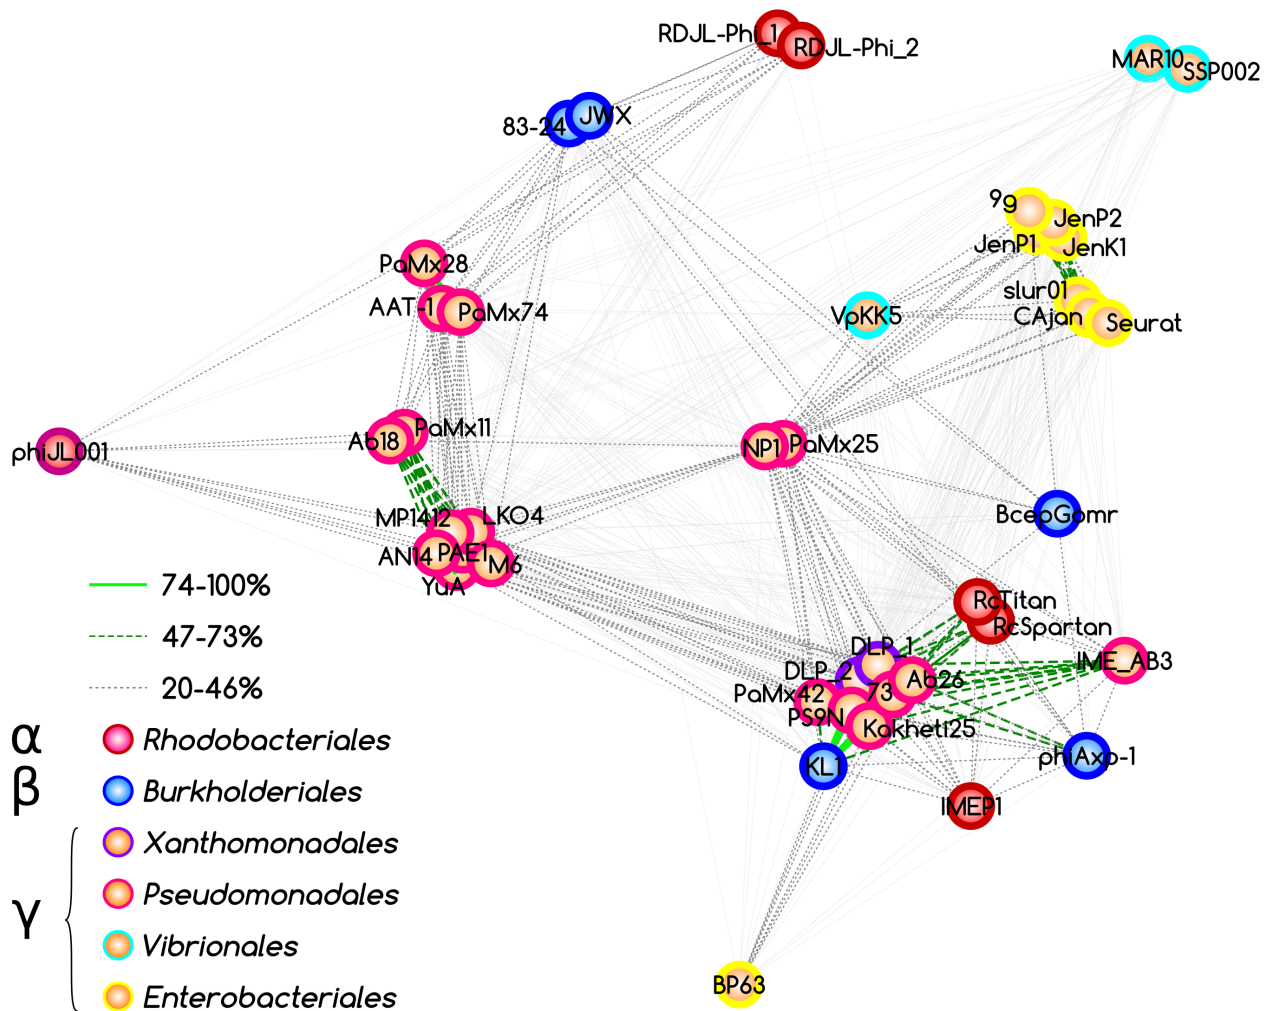 RDJL-Phi_1
RDJL-Phi_2
MAR10
SSP002
83-24
JWX
9g
JenP2
JenP1
JenK1
PaMx28
AAT-1
PaMx74
slur01
CAjan
Seurat
VpKK5
phiJL001
Ab18
PaMx11
NP1
PaMx25
MP1412
LKO4
AN14
PAE1
M6
YuA
BcepGomr
RcTitan
RcSpartan
DLP_1
DLP_2
IME_AB3
PaMx42
73
Ab26
PS9N
Kakheti25
KL1
phiAxp-1
IMEP1
BP63
74-100%
47-73%
20-46%
α
Rhodobacteriales
β
Burkholderiales
γ
Xanthomonadales
Pseudomonadales
Vibrionales
Enterobacteriales